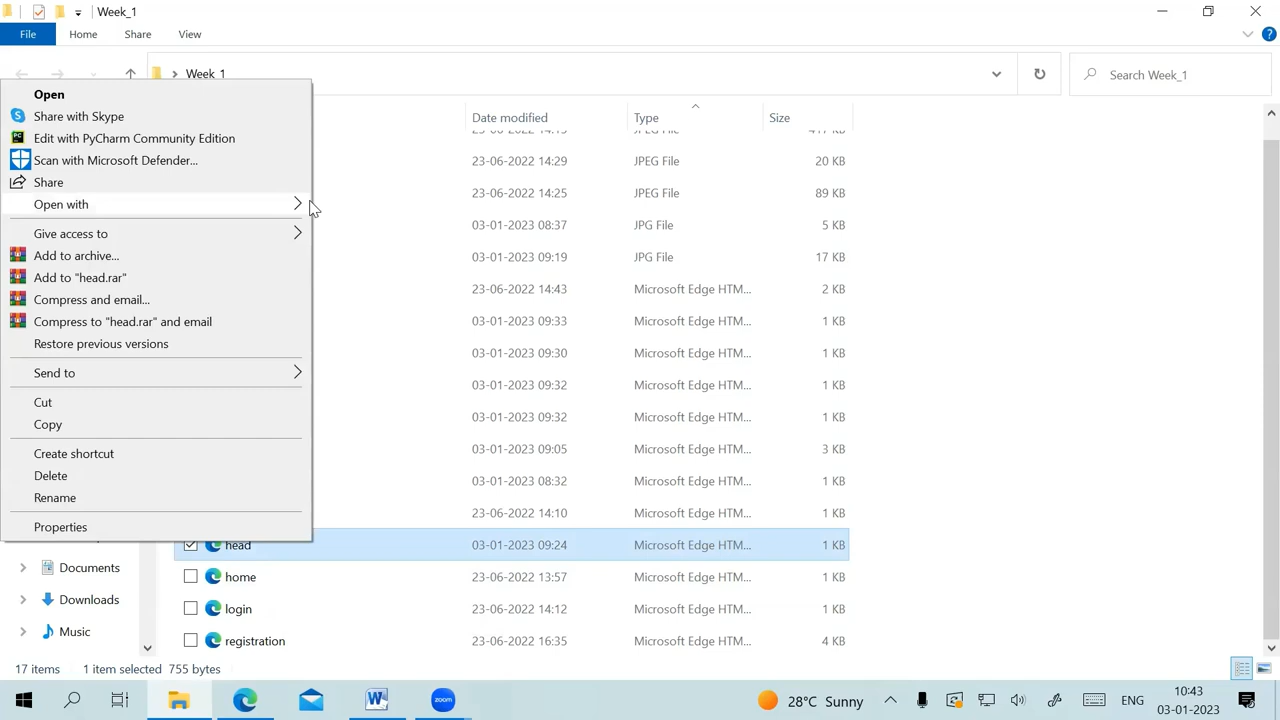 Week_1
File Home Share View
Week_1
Search Week_1
Open
Share with Skype
Edit with PyCharm Community Edition
Scan with Microsoft Defender...
Share
Open with
Give access to
Add to archive...
Add to "head.rar"
Compress and email...
Compress to "head.rar" and email
Restore previous versions
Send to
Cut
Copy
Create shortcut
Delete
Rename
Properties
Date modified Type Size
23-06-2022 14:29 JPEG File 20 KB
23-06-2022 14:25 JPEG File 89 KB
03-01-2023 08:37 JPG File 5 KB
03-01-2023 09:19 JPG File 17 KB
23-06-2022 14:43 Microsoft Edge HTM... 2 KB
03-01-2023 09:33 Microsoft Edge HTM... 1 KB
03-01-2023 09:30 Microsoft Edge HTM... 1 KB
03-01-2023 09:32 Microsoft Edge HTM... 1 KB
03-01-2023 09:32 Microsoft Edge HTM... 1 KB
03-01-2023 09:05 Microsoft Edge HTM... 3 KB
03-01-2023 08:32 Microsoft Edge HTM... 1 KB
23-06-2022 14:10 Microsoft Edge HTM... 1 KB
head 03-01-2023 09:24 Microsoft Edge HTM... 1 KB
home 23-06-2022 13:57 Microsoft Edge HTM... 1 KB
login 23-06-2022 14:12 Microsoft Edge HTM... 1 KB
registration 23-06-2022 16:35 Microsoft Edge HTM... 4 KB
Documents
Downloads
Music
17 items 1 item selected 755 bytes
W zoom 28°C Sunny ENG 10:43
03-01-2023